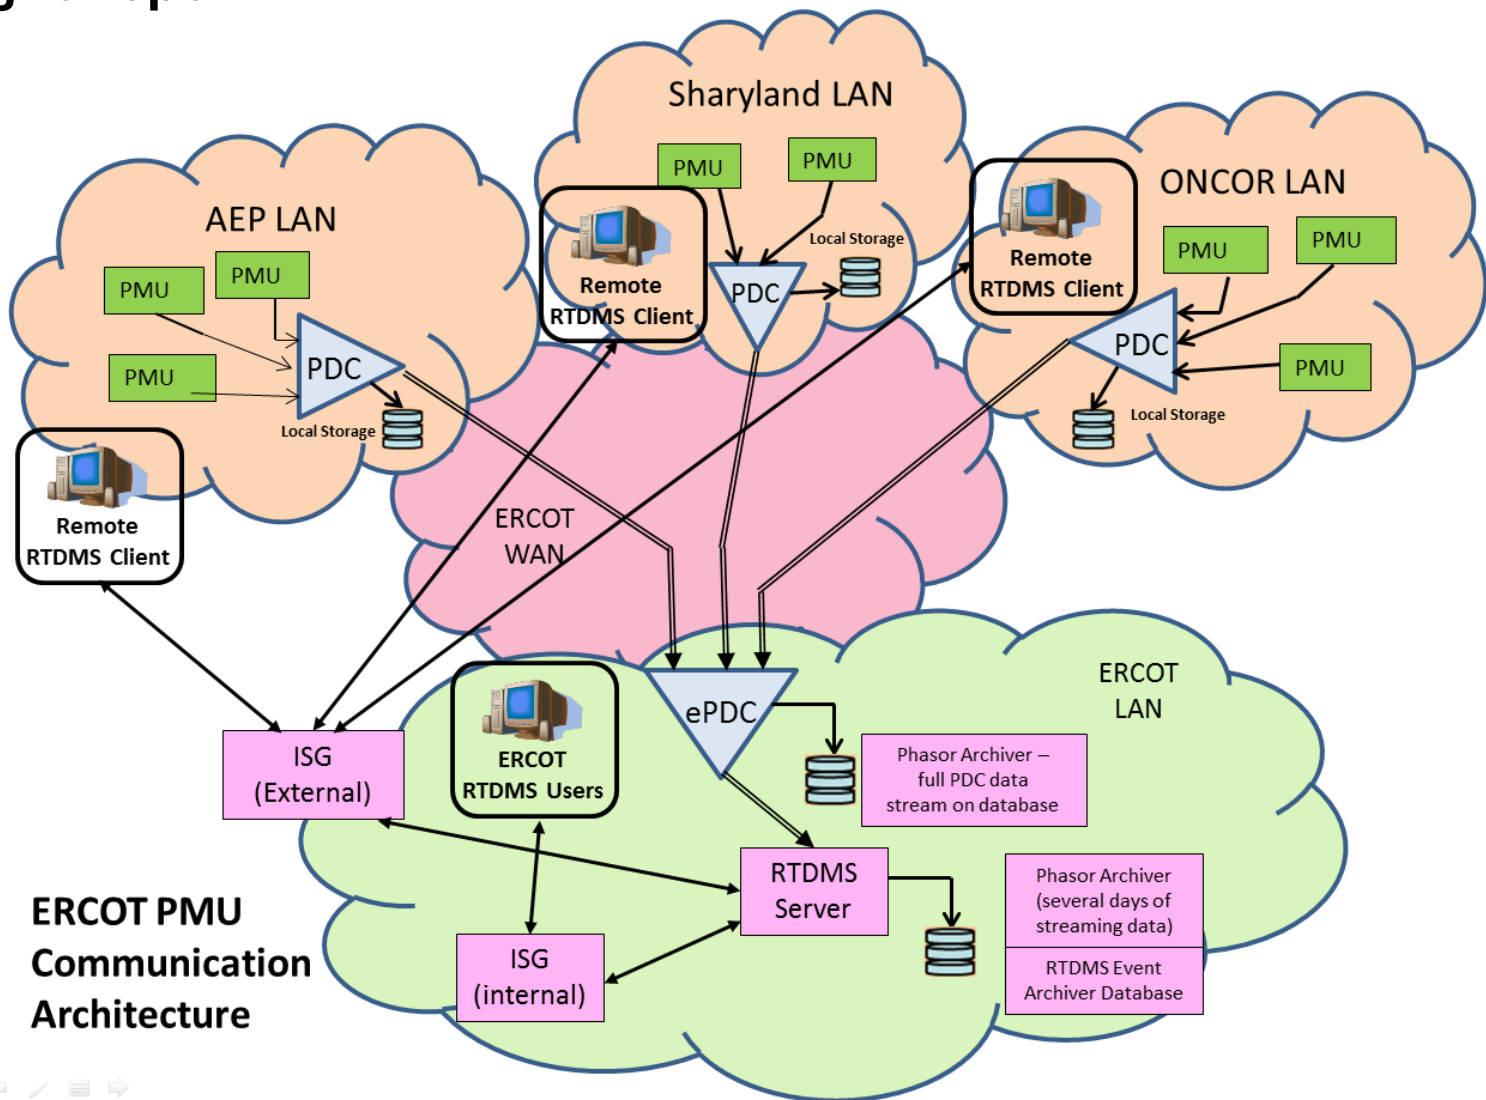 Sharyland LAN
PMU
PMU
Local Storage
PDC
Remote
RTDMS Client
AEP LAN
PMU
PMU
PMU
PDC
Local Storage
Remote
RTDMS Client
ONCOR LAN
Remote
RTDMS Client
PMU
PMU
PMU
PDC
Local Storage
ERCOT
WAN
ERCOT
LAN
ePDC
Phasor Archiver –
full PDC data
stream on database
ISG
(External)
ERCOT
RTDMS Users
RTDMS
Server
ISG
(internal)
Phasor Archiver
(several days of
streaming data)
RTDMS Event
Archiver Database
ERCOT PMU
Communication
Architecture